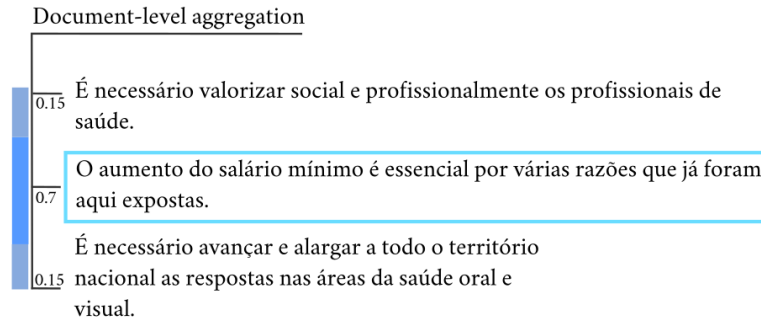 Document-level aggregation
0.15
É necessário valorizar social e profissionalmente os profissionais de
saúde.
O aumento do salário mínimo é essencial por várias razões que já foram
0.7
aqui expostas.
É necessário avançar e alargar a todo o território
0.15
nacional as respostas nas áreas da saúde oral e
visual.